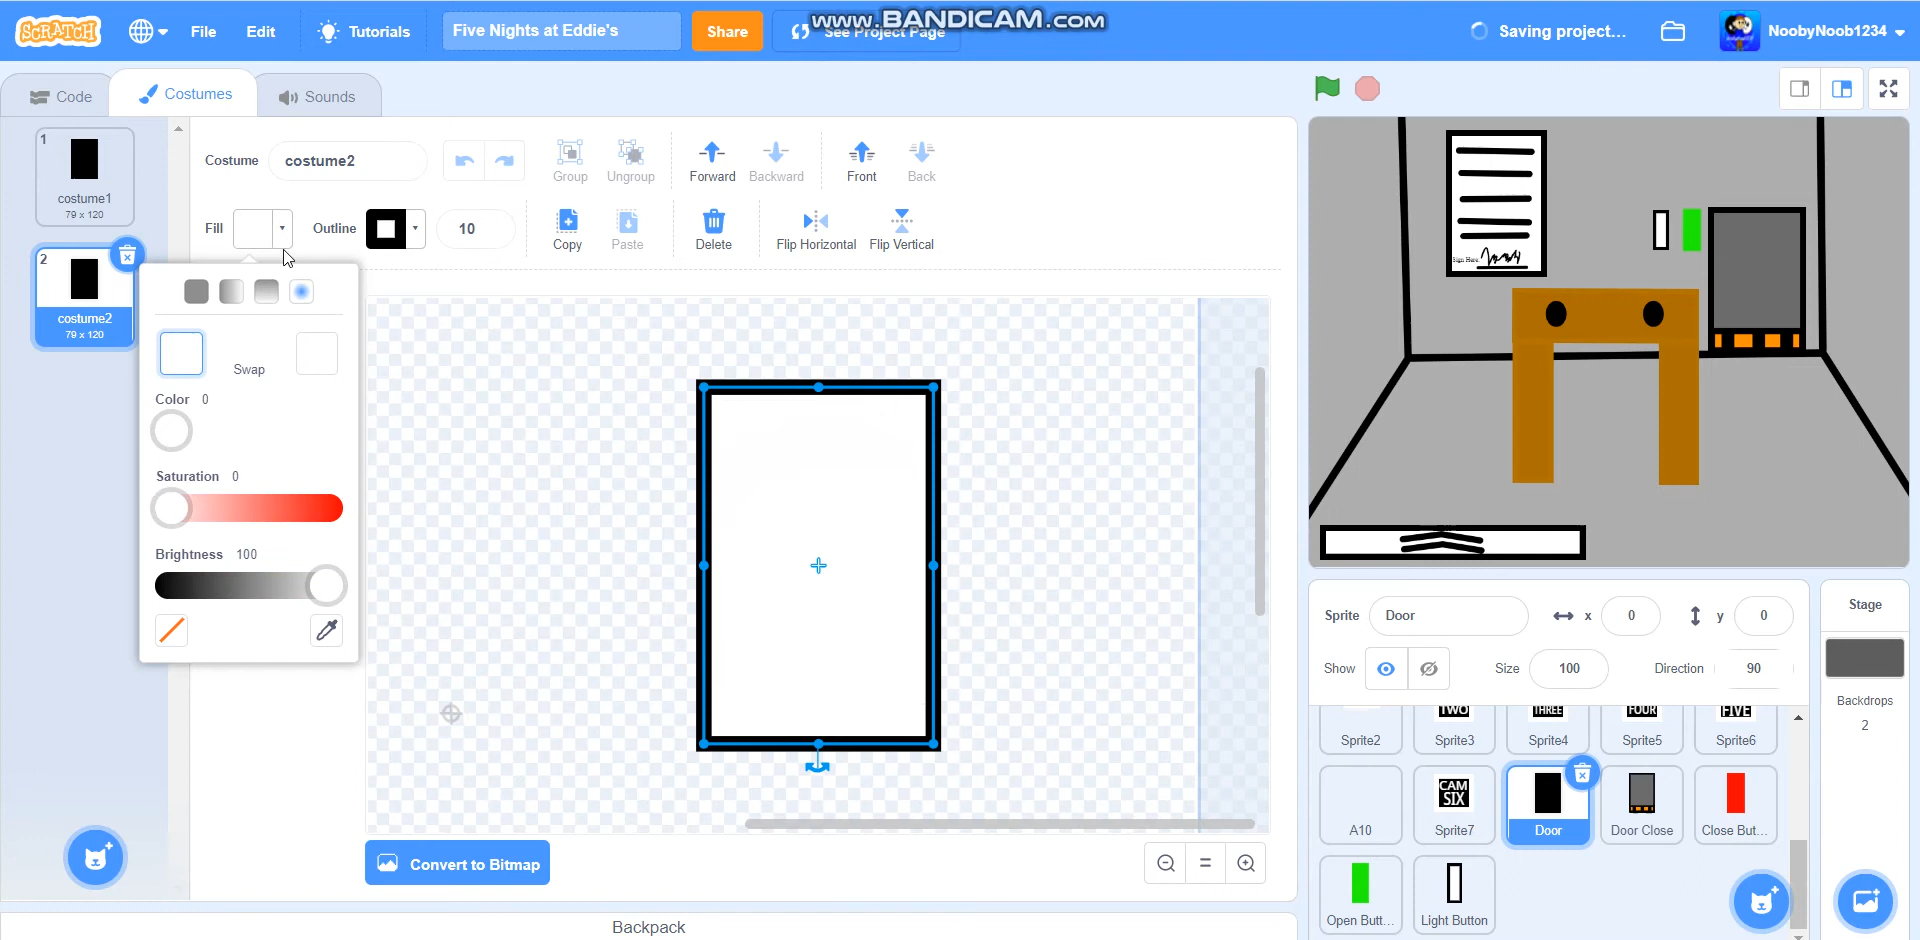 SCRATCH
File
Edit
Tutorials
Five Nights at Eddie's
Share
See Project Page
www.BANDICAM.com
Saving project...
NoobyNoob1234
Code
Costumes
Sounds
1
costume1
79 x 120
2
costume2
79 x 120
Costume
costume2
Group
Ungroup
Forward
Backward
Front
Back
Fill
Outline
10
Copy
Paste
Delete
Flip Horizontal
Flip Vertical
Swap
Color 0
Saturation 0
Brightness 100
Convert to Bitmap
Backpack
Sign Here:
Sprite
Door
x
0
y
0
Show
Size
100
Direction
90
TWO
THREE
FOUR
FIVE
Sprite2
Sprite3
Sprite4
Sprite5
Sprite6
CAM
SIX
A10
Sprite7
Door
Door Close
Close But...
Open Butt...
Light Button
Stage
Backdrops
2